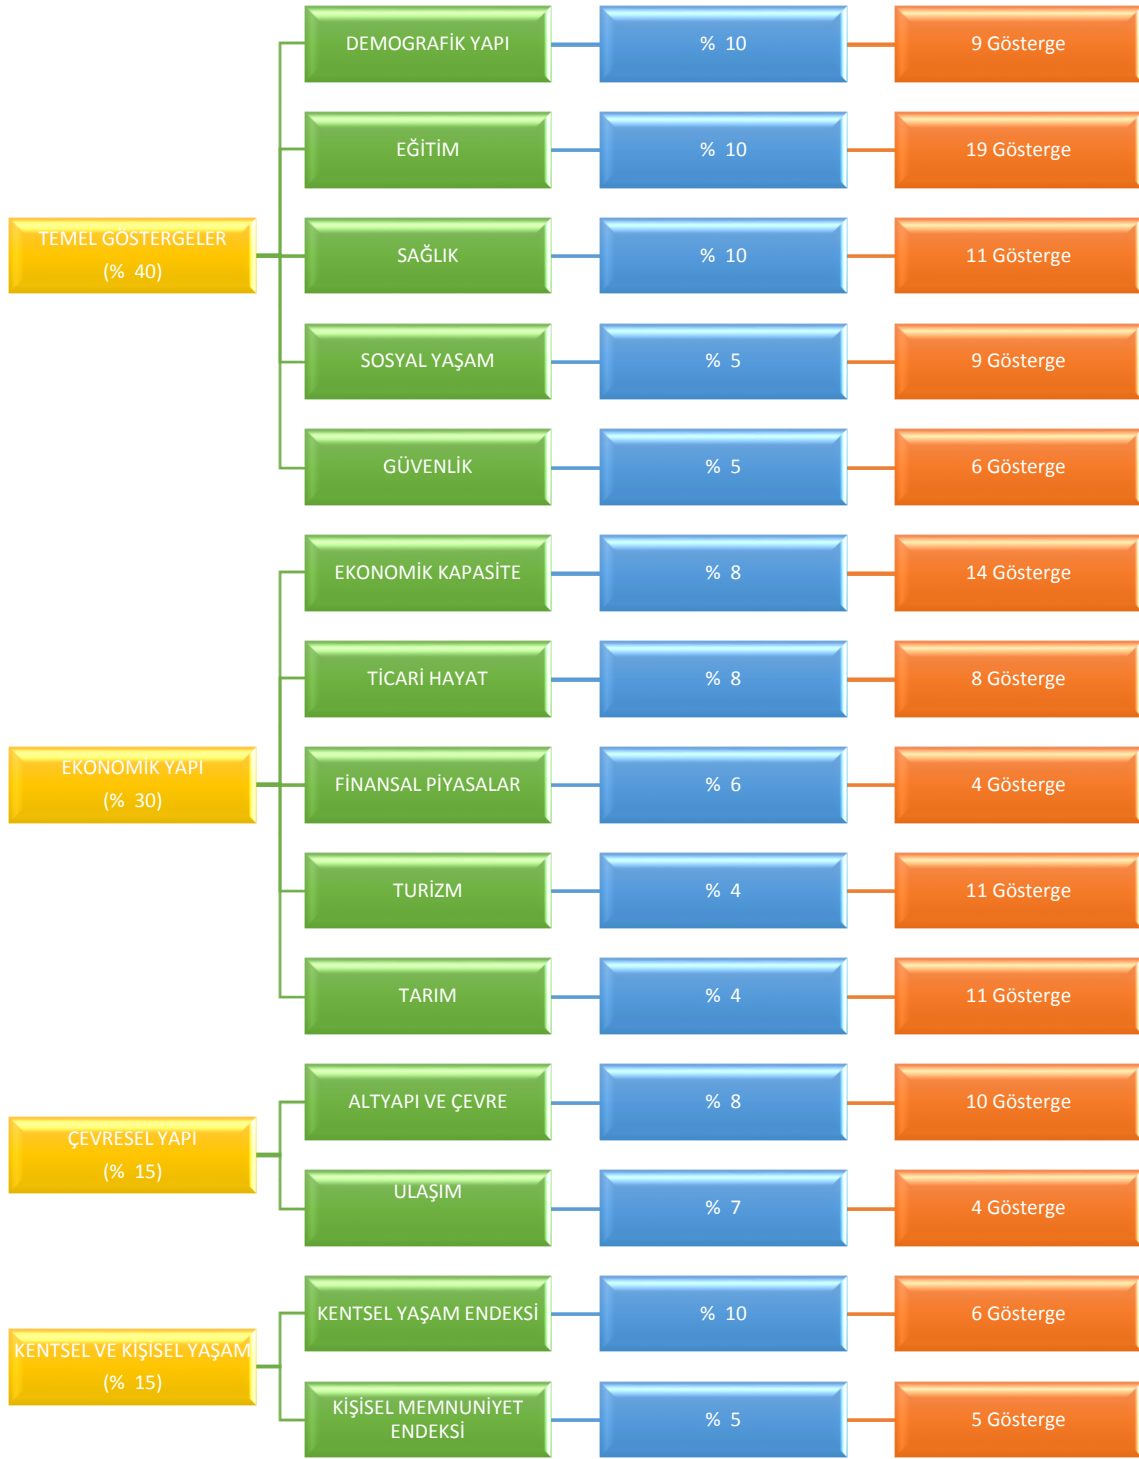 DEMOGRAFİK YAPI
% 10
9 Gösterge
EĞİTİM
% 10
19 Gösterge
TEMEL GÖSTERGELER
(% 40)
SAĞLIK
% 10
11 Gösterge
SOSYAL YAŞAM
% 5
9 Gösterge
GÜVENLİK
% 5
6 Gösterge
EKONOMİK KAPASİTE
% 8
14 Gösterge
TİCARİ HAYAT
% 8
8 Gösterge
EKONOMİK YAPI
(% 30)
FİNANSAL PİYASALAR
% 6
4 Gösterge
TURİZM
% 4
11 Gösterge
TARIM
% 4
11 Gösterge
ALTYAPI VE ÇEVRE
% 8
10 Gösterge
ÇEVRESEL YAPI
(% 15)
ULAŞIM
% 7
4 Gösterge
KENTSEL YAŞAM ENDEKSİ
% 10
6 Gösterge
KENTSEL VE KİŞİSEL YAŞAM
(% 15)
KİŞİSEL MEMNUNİYET
ENDEKSİ
% 5
5 Gösterge